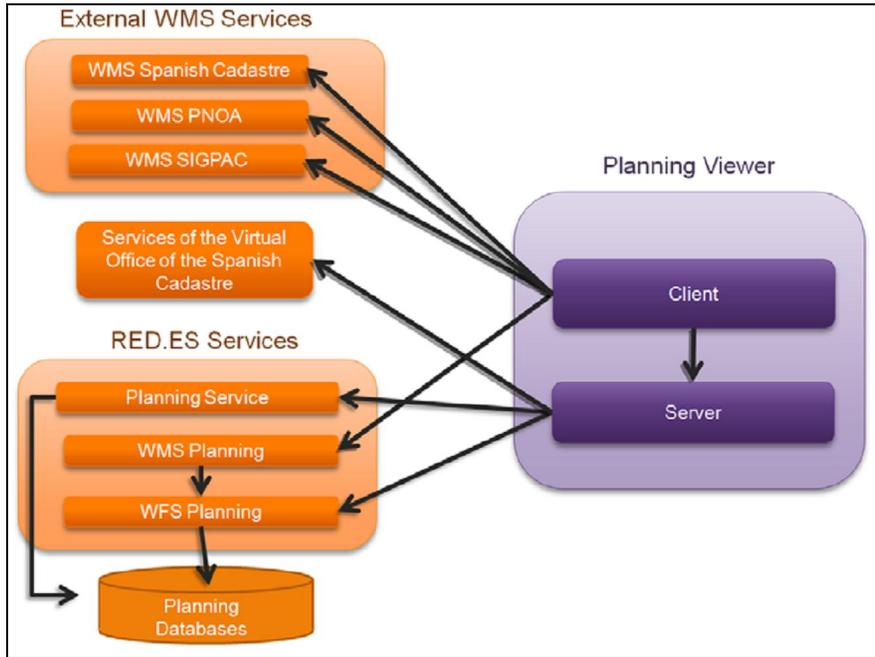 External WMS Services
WMS Spanish Cadastre
WMS PNOA
WMS SIGPAC
Services of the Virtual
Office of the Spanish
Cadastre
RED.ES Services
Planning Service
WMS Planning
WFS Planning
Planning
Databases
Planning Viewer
Client
Server